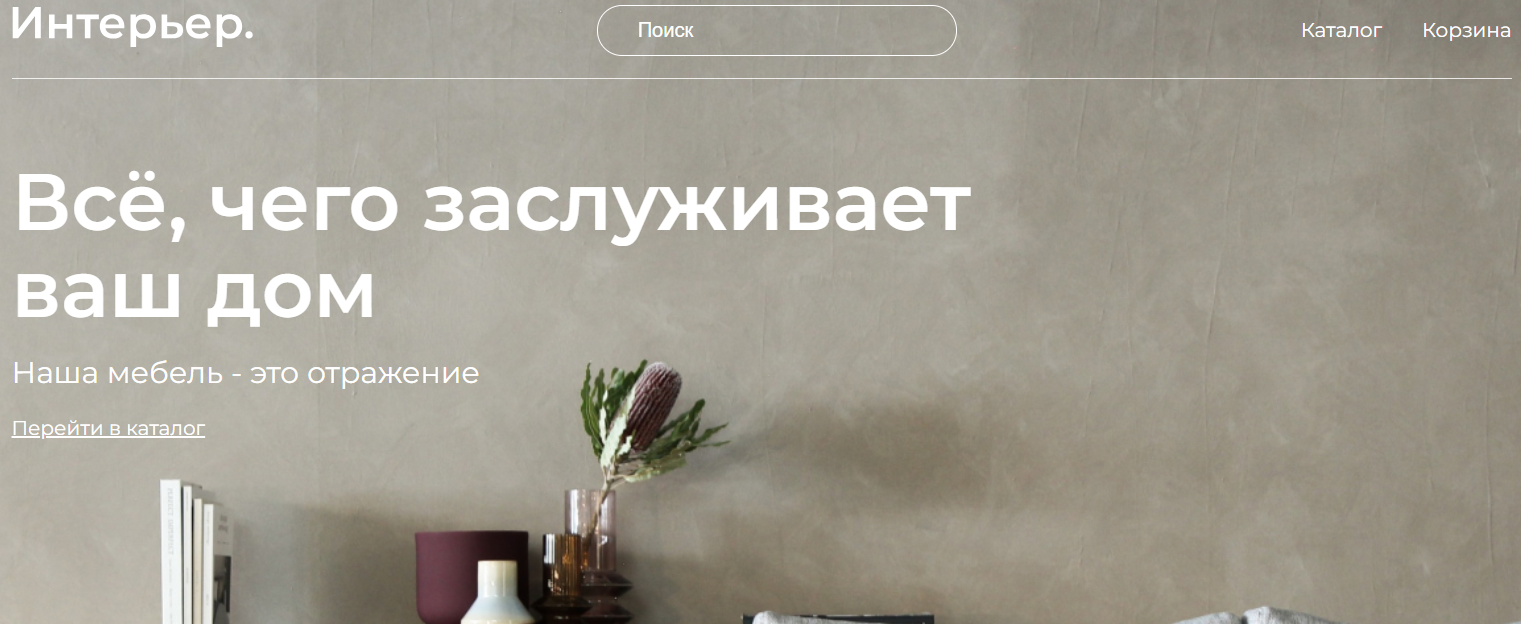 Интерьер.
Поиск
Каталог
Корзина
Всё, чего заслуживает
ваш дом
Наша мебель - это отражение
Перейти в каталог